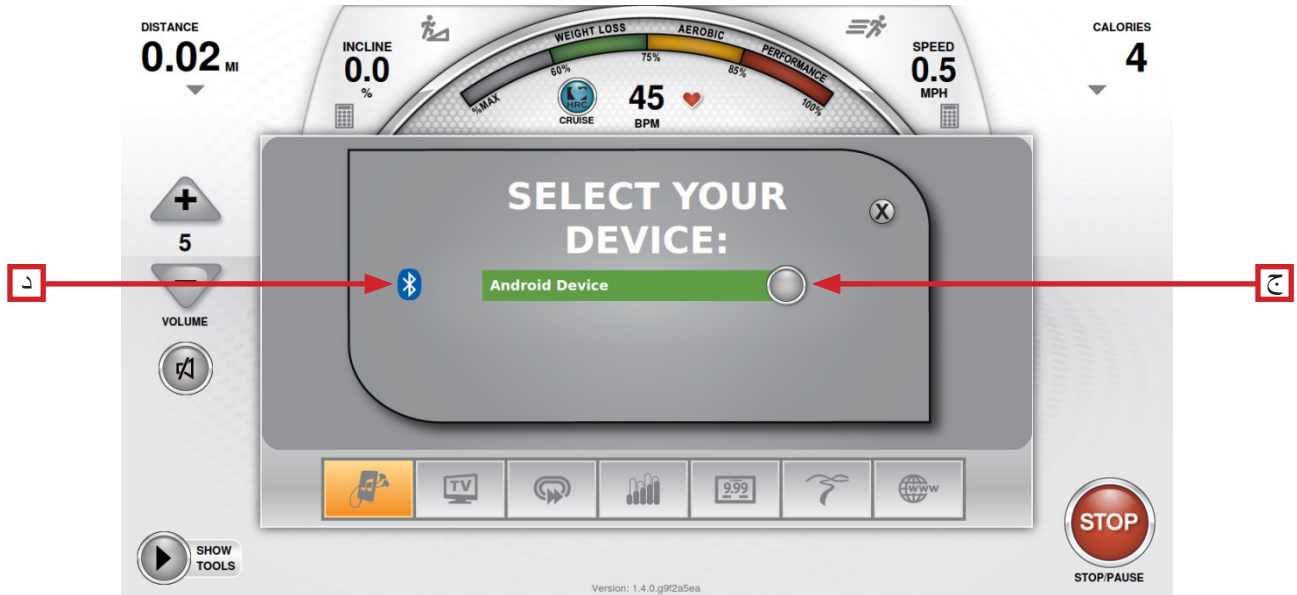 DISTANCE
0.02 MI
INCLINE
0.0
%
WEIGHT LOSS
AEROBIC
PERFORMANCE
%MAX
60%
75%
85%
100%
HRC
CRUISE
45
BPM
SPEED
0.5
MPH
CALORIES
4
SELECT YOUR
DEVICE:
X
Android Device
+
5
−
VOLUME
د
ج
TV
9.99
www
SHOW
TOOLS
STOP
STOP/PAUSE
Version: 1.4.0.g9f2a5ea